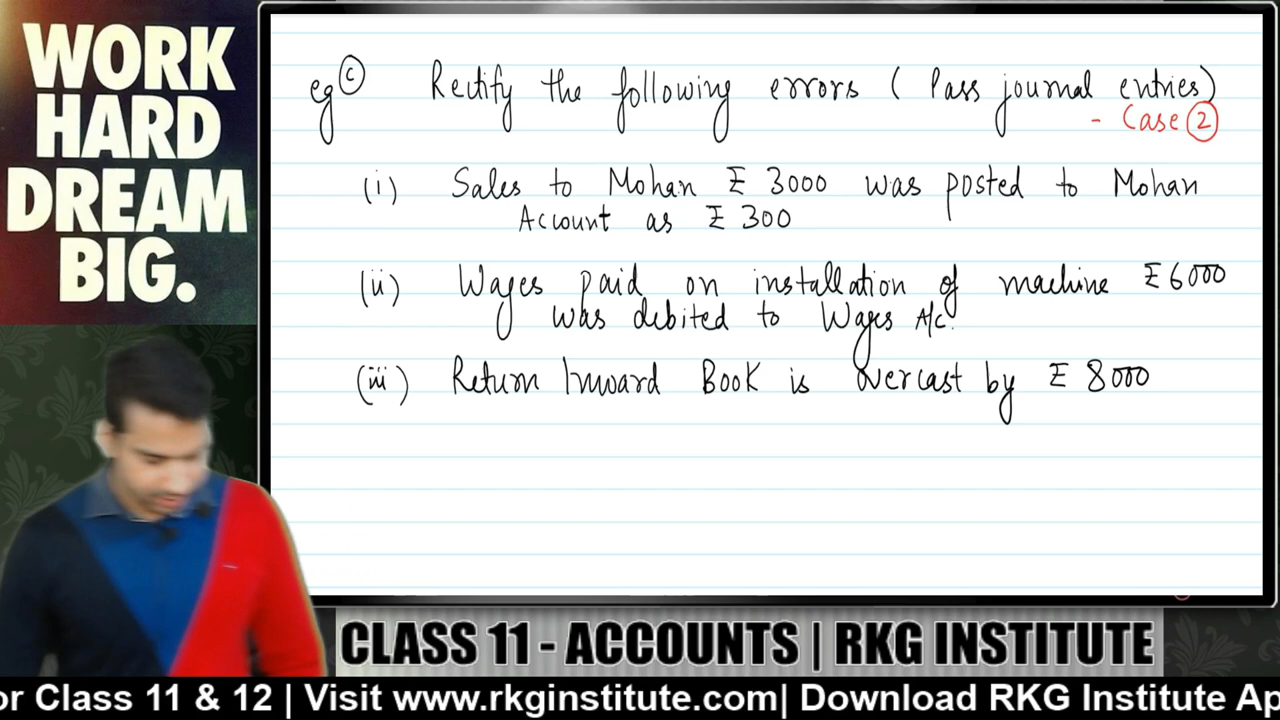 WORK
HARD
DREAM
BIG.
eg (c) Rectify the following errors ( Pass journal entries)
- Case (2)
(i) Sales to Mohan ₹ 3000 was posted to Mohan
Account as ₹ 300
(ii) Wages paid on installation of machine ₹ 6000
was debited to Wages A/c.
(iii) Return Inward Book is overcast by ₹ 8000
CLASS 11 - ACCOUNTS | RKG INSTITUTE
or Class 11 & 12 | Visit www.rkginstitute.com| Download RKG Institute Ap